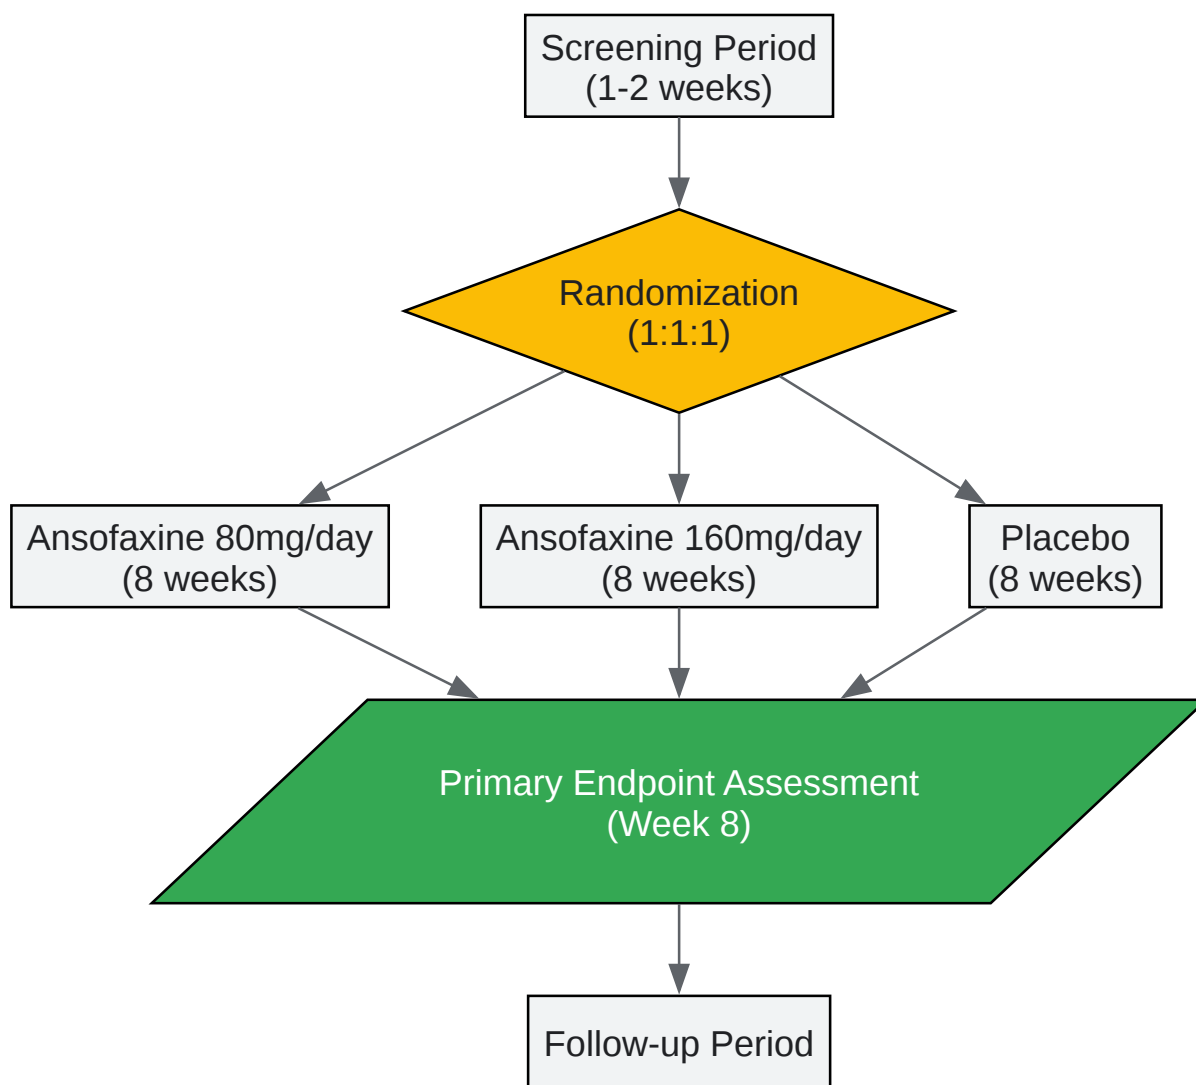 Screening Period
(1-2 weeks)
Randomization
(1:1:1)
Ansofaxine 80mg/day
(8 weeks)
Ansofaxine 160mg/day
(8 weeks)
Placebo
(8 weeks)
Primary Endpoint Assessment
(Week 8)
Follow-up Period